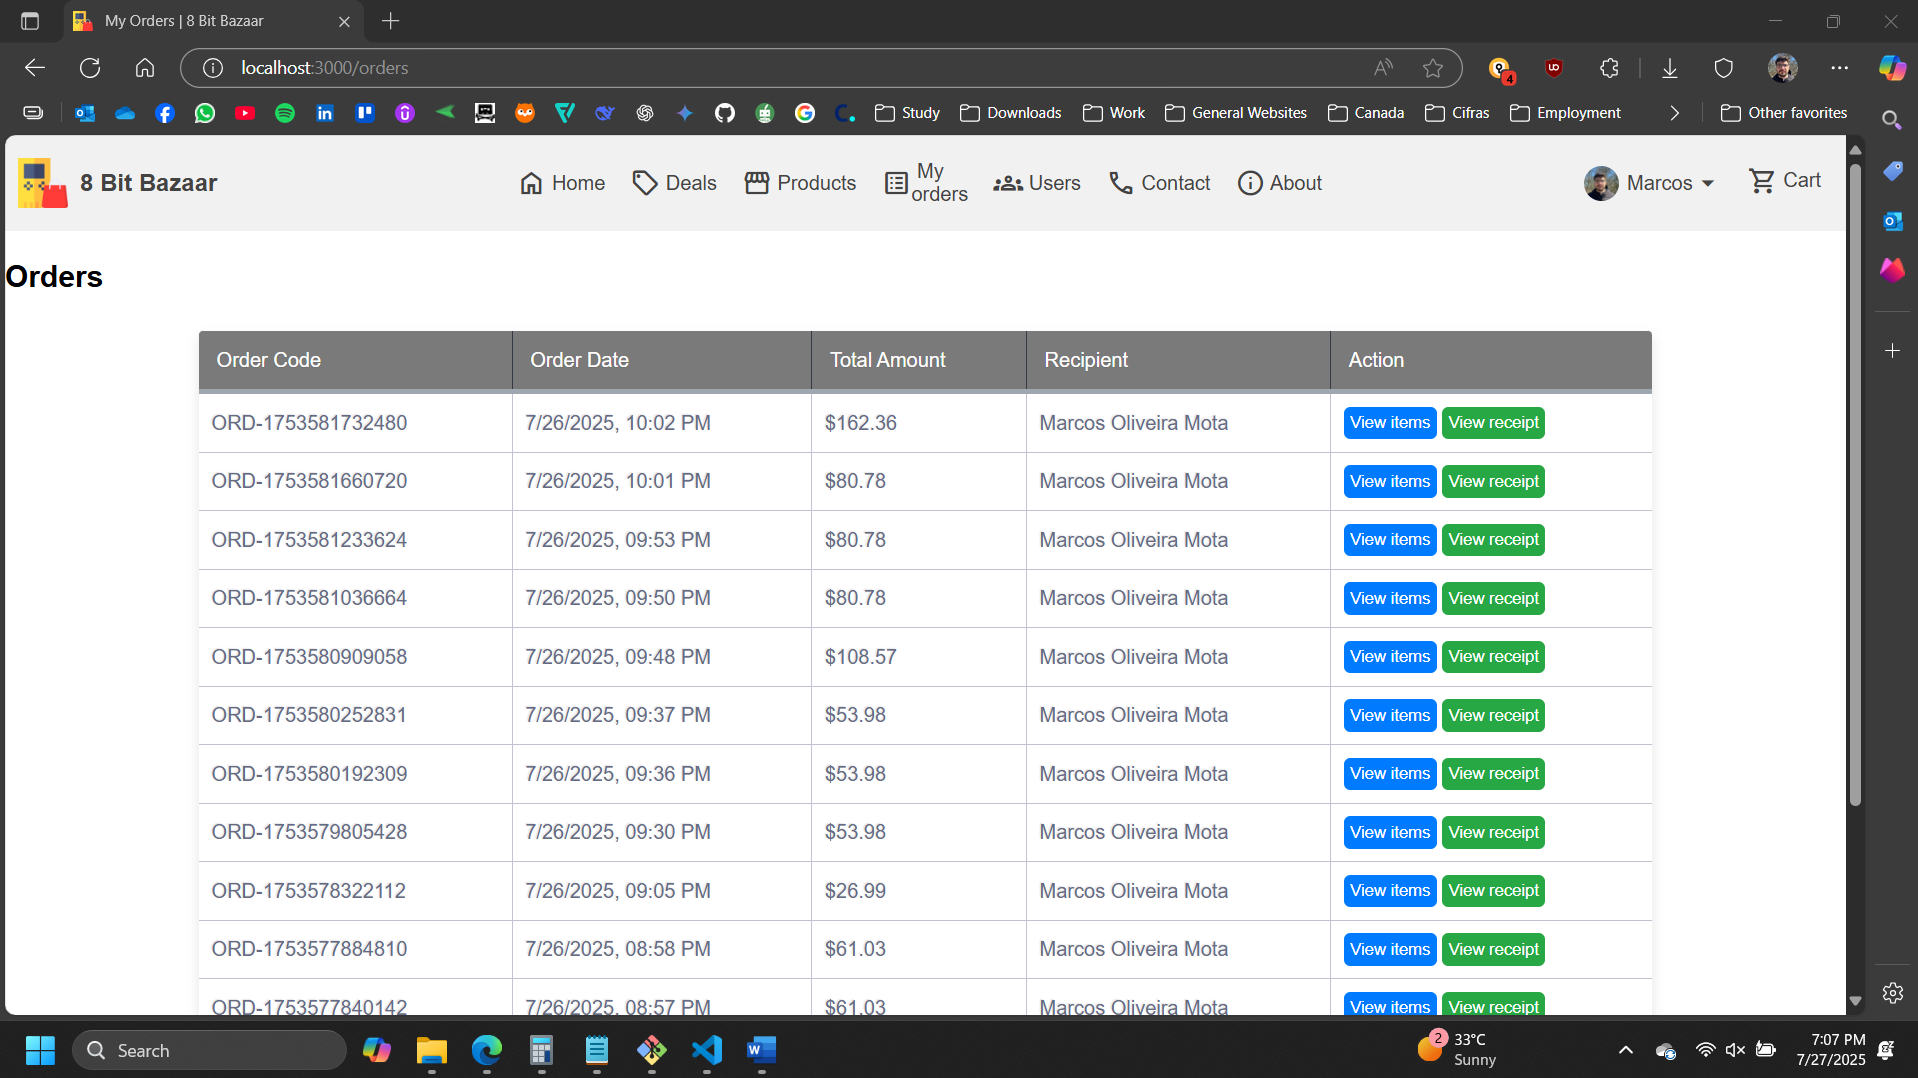 My Orders | 8 Bit Bazaar
localhost:3000/orders
4
Study
Downloads
Work
General Websites
Canada
Cifras
Employment
Other favorites
8 Bit Bazaar
Home
Deals
Products
My
orders
Users
Contact
About
Marcos
Cart
Orders
Order Code Order Date Total Amount Recipient Action
ORD-1753581732480 7/26/2025, 10:02 PM $162.36 Marcos Oliveira Mota View items View receipt
ORD-1753581660720 7/26/2025, 10:01 PM $80.78 Marcos Oliveira Mota View items View receipt
ORD-1753581233624 7/26/2025, 09:53 PM $80.78 Marcos Oliveira Mota View items View receipt
ORD-1753581036664 7/26/2025, 09:50 PM $80.78 Marcos Oliveira Mota View items View receipt
ORD-1753580909058 7/26/2025, 09:48 PM $108.57 Marcos Oliveira Mota View items View receipt
ORD-1753580252831 7/26/2025, 09:37 PM $53.98 Marcos Oliveira Mota View items View receipt
ORD-1753580192309 7/26/2025, 09:36 PM $53.98 Marcos Oliveira Mota View items View receipt
ORD-1753579805428 7/26/2025, 09:30 PM $53.98 Marcos Oliveira Mota View items View receipt
ORD-1753578322112 7/26/2025, 09:05 PM $26.99 Marcos Oliveira Mota View items View receipt
ORD-1753577884810 7/26/2025, 08:58 PM $61.03 Marcos Oliveira Mota View items View receipt
ORD-1753577840142 7/26/2025, 08:57 PM $61.03 Marcos Oliveira Mota View items View receipt
Search
2
33°C
Sunny
7:07 PM
7/27/2025